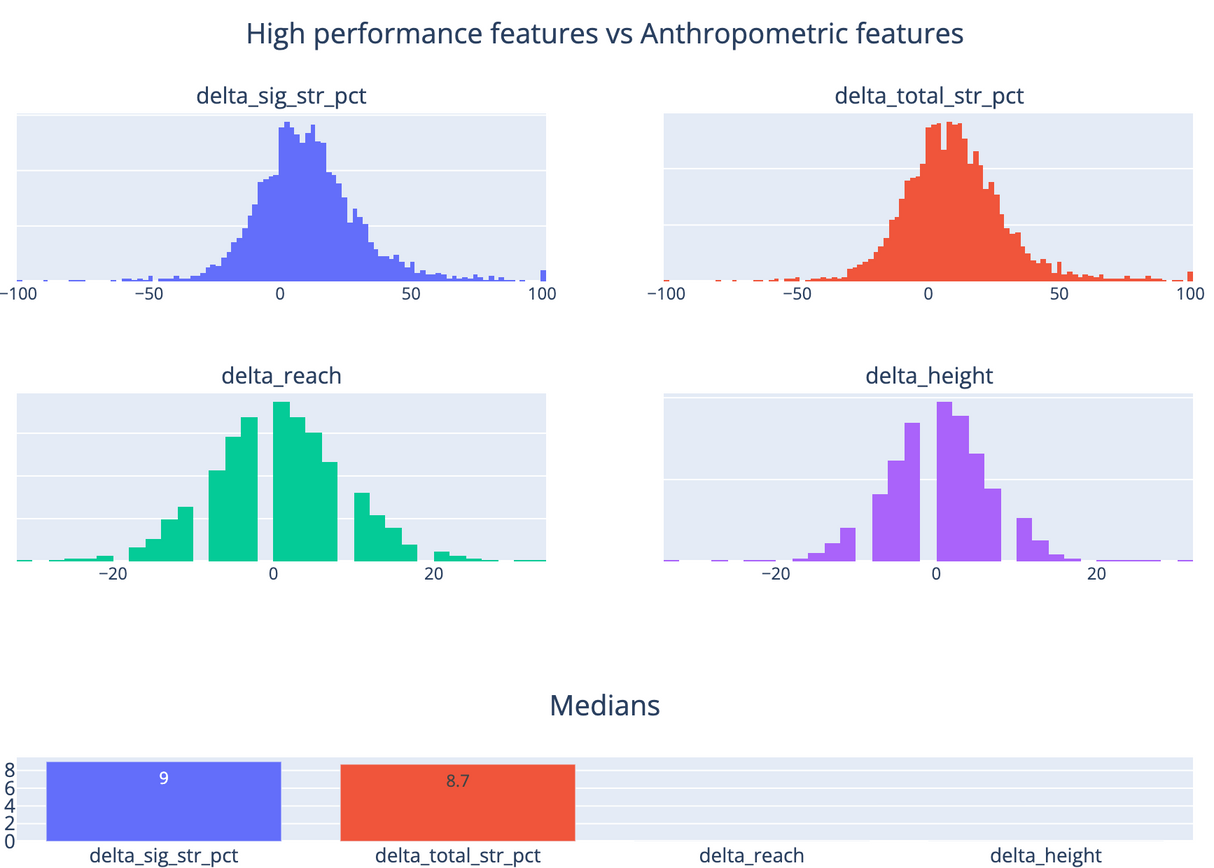 High performance features vs Anthropometric features
delta_sig_str_pct
delta_total_str_pct
−100 −50 0 50 100
−100 −50 0 50 100
delta_reach
delta_height
−20 0 20
−20 0 20
Medians
8
6
4
2
0
9
8.7
delta_sig_str_pct
delta_total_str_pct
delta_reach
delta_height